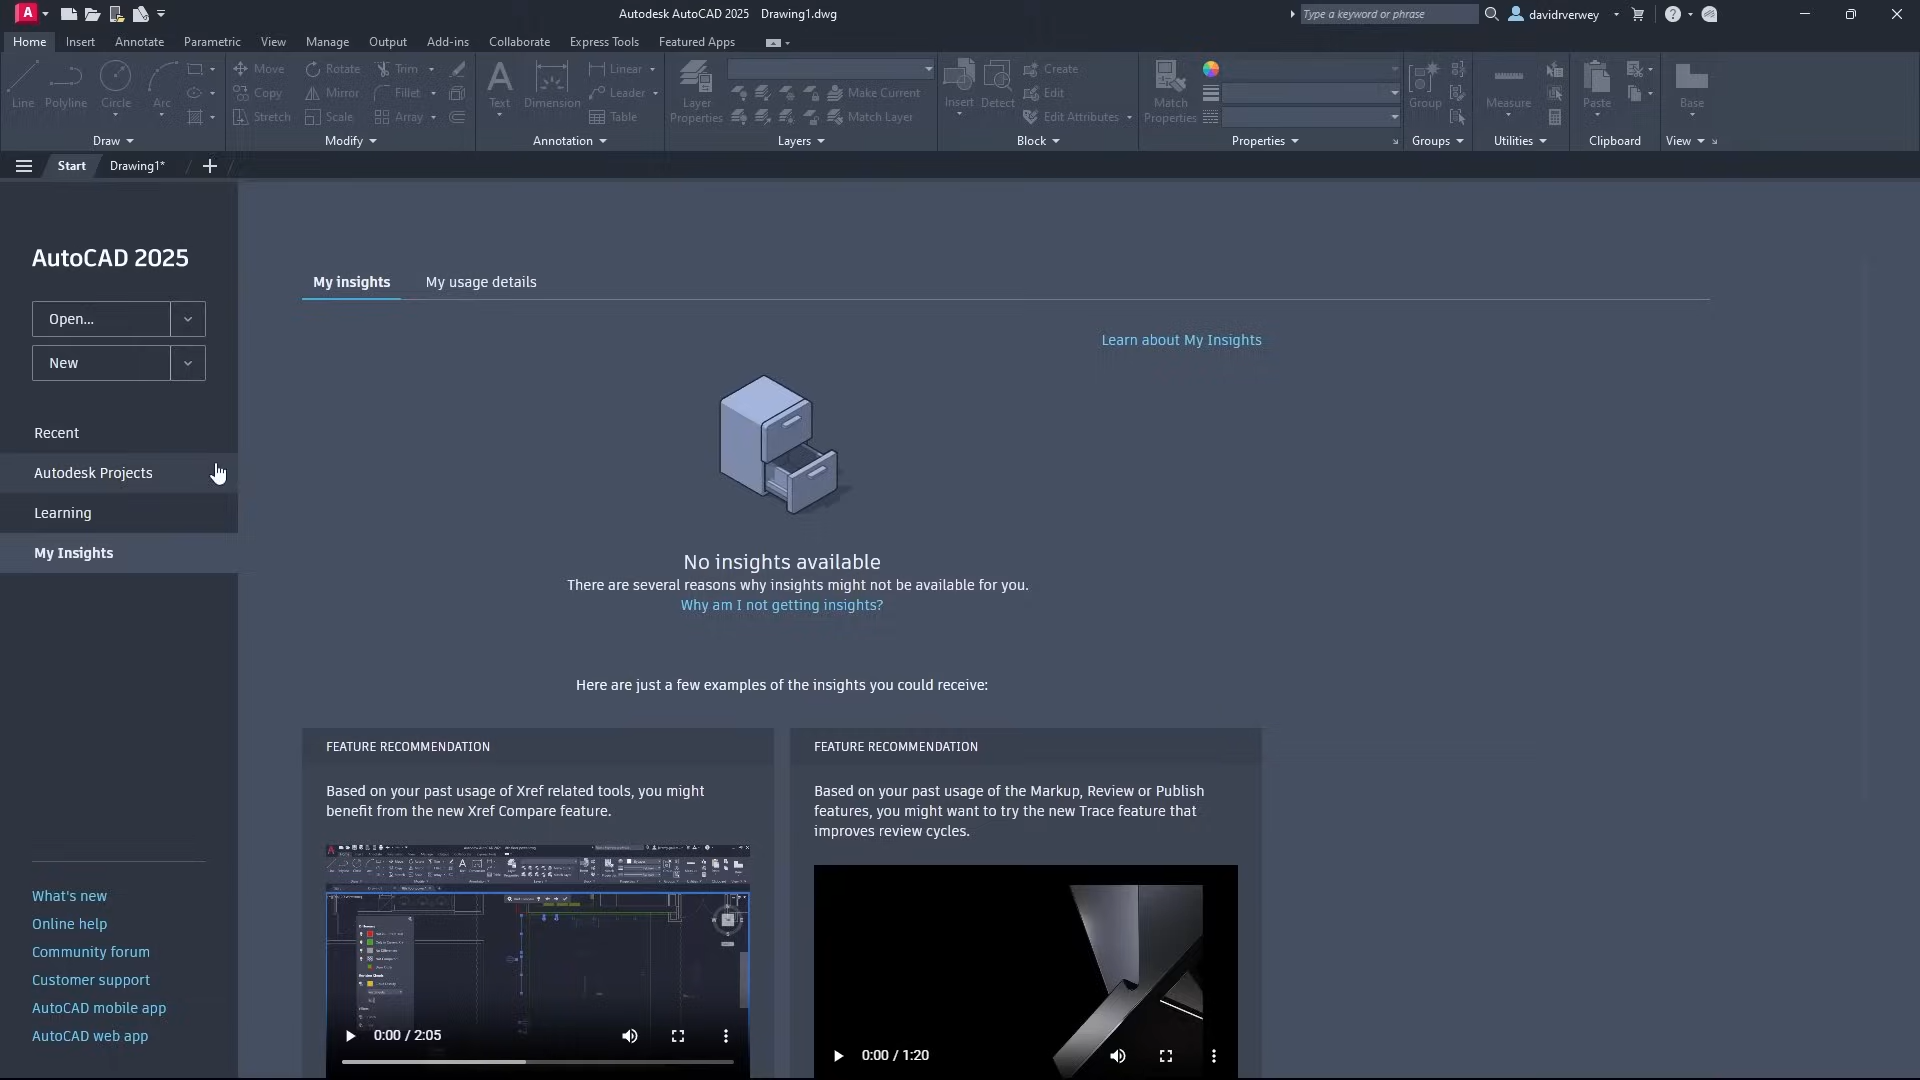 A Autodesk AutoCAD 2025 Drawing1.dwg Type a keyword or phrase davidrverwey
Home Insert Annotate Parametric View Manage Output Add-ins Collaborate Express Tools Featured Apps
Move Rotate Trim Linear Create
Line Polyline Circle Arc Copy Mirror Fillet Text Dimension Leader Layer Properties Make Current Insert Detect Edit Match Properties Group Measure Paste Base
Stretch Scale Array Table Match Layer Edit Attributes
Draw Modify Annotation Layers Block Properties Groups Utilities Clipboard View
Start Drawing1*
AutoCAD 2025
Open...
New
Recent
Autodesk Projects
Learning
My Insights
What's new
Online help
Community forum
Customer support
AutoCAD mobile app
AutoCAD web app
My insights My usage details
Learn about My Insights
No insights available
There are several reasons why insights might not be available for you.
Why am I not getting insights?
Here are just a few examples of the insights you could receive:
FEATURE RECOMMENDATION
Based on your past usage of Xref related tools, you might
benefit from the new Xref Compare feature.
0:00 / 2:05
FEATURE RECOMMENDATION
Based on your past usage of the Markup, Review or Publish
features, you might want to try the new Trace feature that
improves review cycles.
0:00 / 1:20